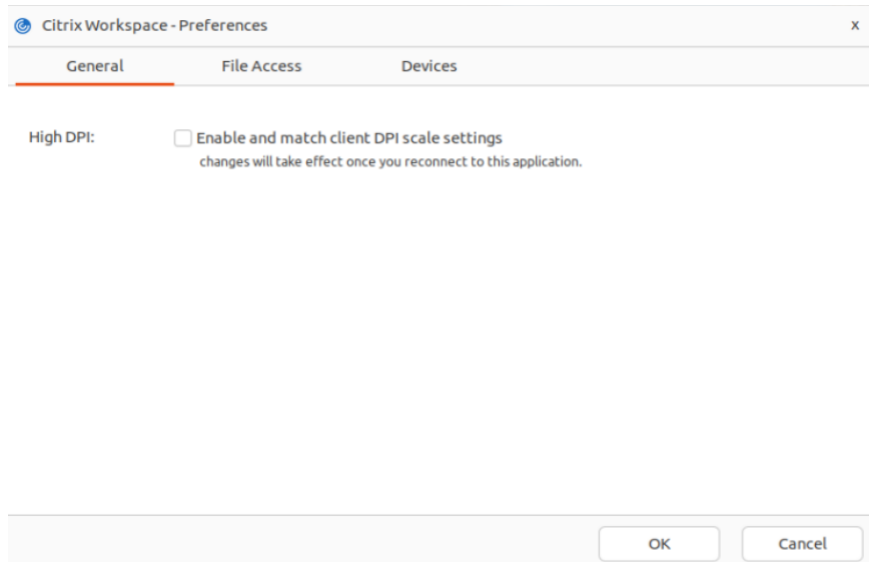 Citrix Workspace - Preferences x
General File Access Devices
High DPI: Enable and match client DPI scale settings
changes will take effect once you reconnect to this application.
OK Cancel